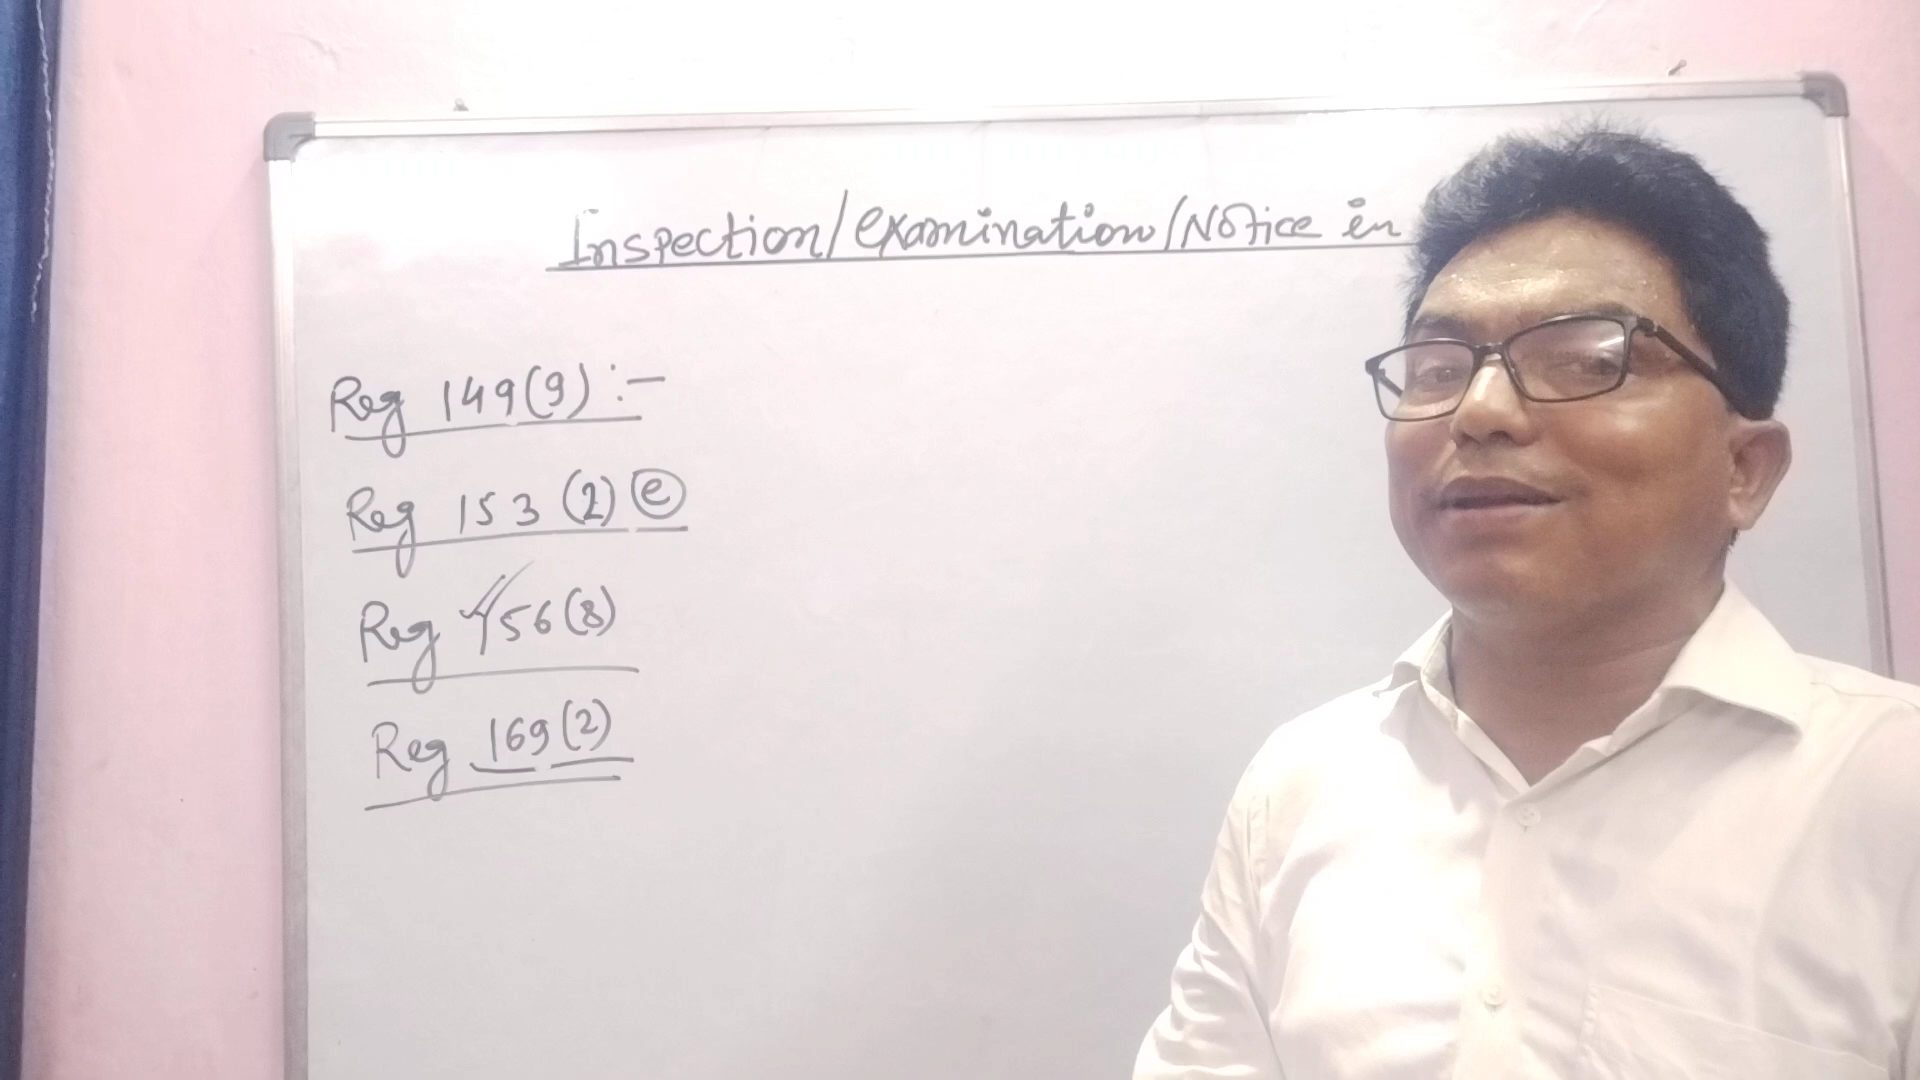 Inspection/Examination/Notice in
Reg 149(9):-
Reg 153(2)(e)
Reg 156(8)
Reg 169(2)